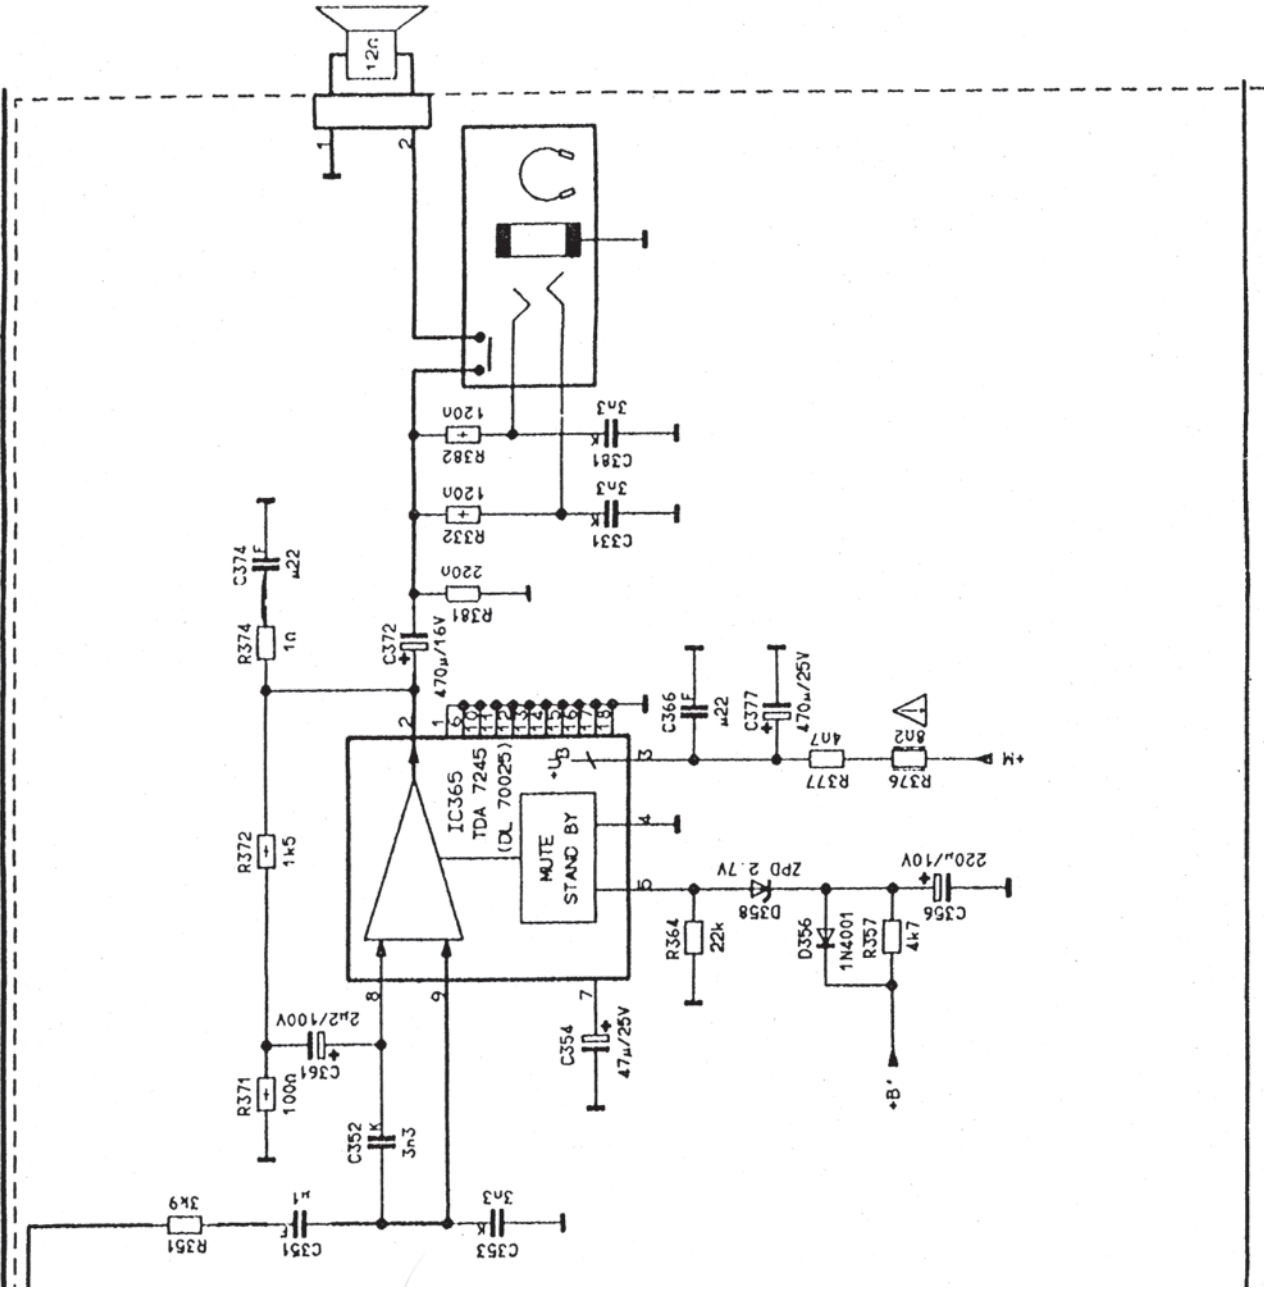 12Ω
1
2
120Ω
R382
3n3
K
C381
120Ω
R332
3n3
K
C331
C374
F
µ22
R374
1Ω
220Ω
R381
C372
+
470µ/16V
2
1
6
10
11
12
13
14
15
16
17
18
C366
F
µ22
C377
+
470µ/25V
IC365
TDA 7245
(DL 70025)
+UB
3
4Ω7
R377
8Ω2
R376
+M
R372
1k5
MUTE
STAND BY
4
5
ZPD 2.7V
D358
R364
22k
D356
1N4001
R357
4k7
220µ/10V
+
C356
8
9
7
2µ2/100V
+
C361
C354
+
47µ/25V
R371
100Ω
+B'
C352
K
3n3
3k9
R351
µ1
F
C351
3n3
K
C353